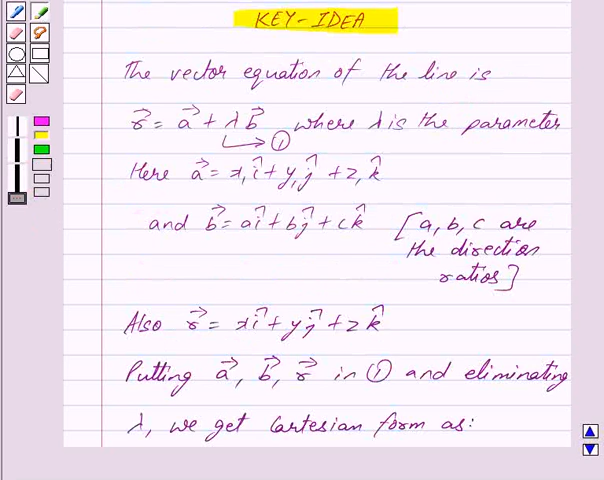 KEY-IDEA
The vector equation of the line is
r⃗ = a⃗ + λb⃗ where λ is the parameter
①
Here a⃗ = x₁î + y₁ĵ + z₁k̂
and b⃗ = aî + bĵ + ck̂ [a, b, c are
the direction
ratios]
Also r⃗ = xî + yĵ + zk̂
Putting a⃗, b⃗, r⃗ in ① and eliminating
λ, we get Cartesian form as: